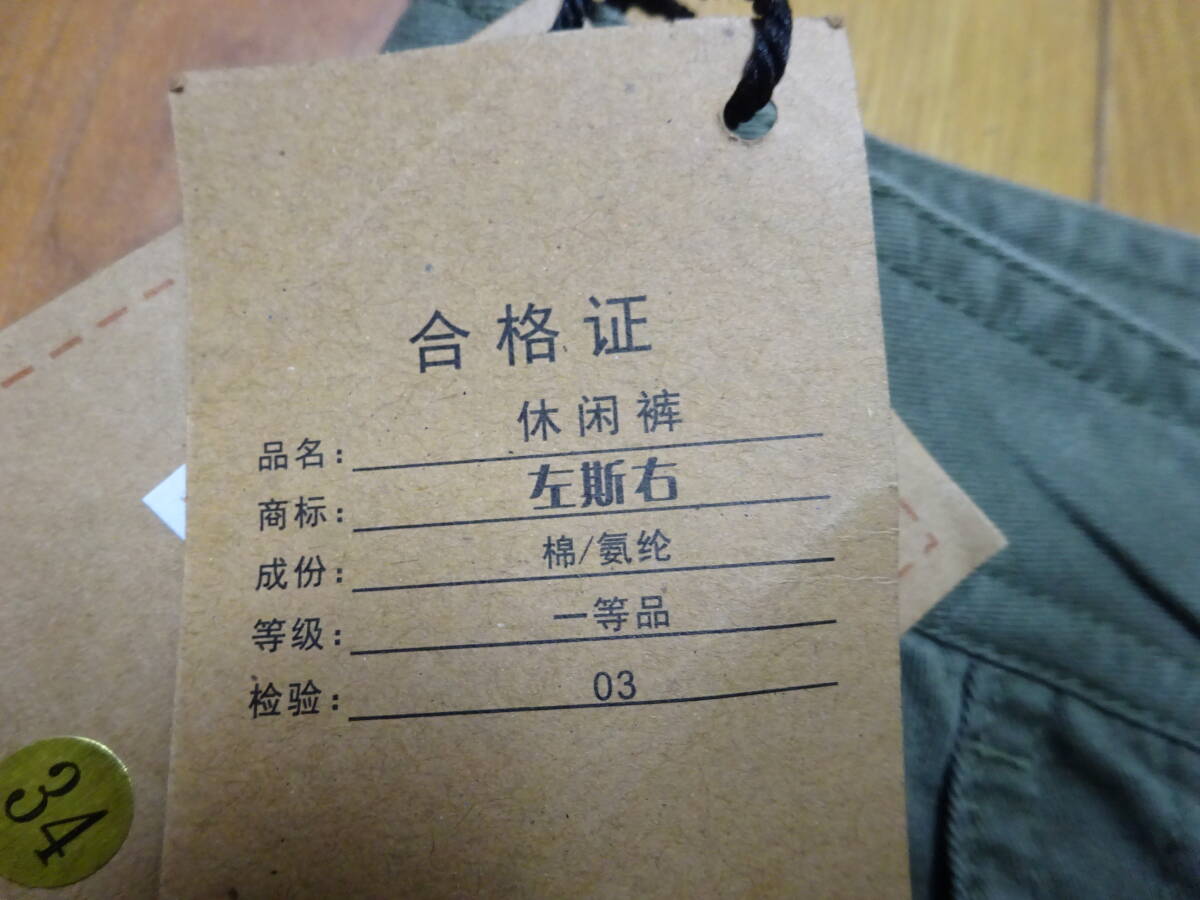 合格证
品名： 休闲裤
商标： 左斯右
成份： 棉/氨纶
等级： 一等品
检验： 03
34